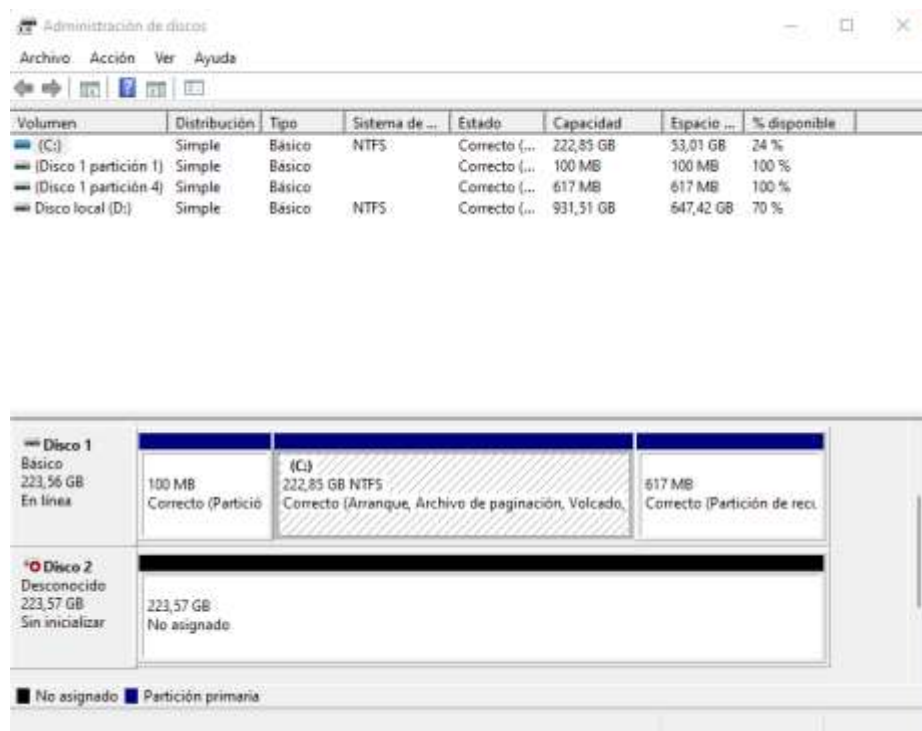 Administración de discos
Archivo Acción Ver Ayuda
Volumen Distribución Tipo Sistema de ... Estado Capacidad Espacio ... % disponible
(C:) Simple Básico NTFS Correcto (... 222,85 GB 53,01 GB 24 %
(Disco 1 partición 1) Simple Básico Correcto (... 100 MB 100 MB 100 %
(Disco 1 partición 4) Simple Básico Correcto (... 617 MB 617 MB 100 %
Disco local (D:) Simple Básico NTFS Correcto (... 931,51 GB 647,42 GB 70 %
Disco 1
Básico
223,56 GB
En línea
100 MB
Correcto (Partició
(C:)
222,85 GB NTFS
Correcto (Arranque, Archivo de paginación, Volcado,
617 MB
Correcto (Partición de recu
Disco 2
Desconocido
223,57 GB
Sin inicializar
223,57 GB
No asignado
No asignado Partición primaria